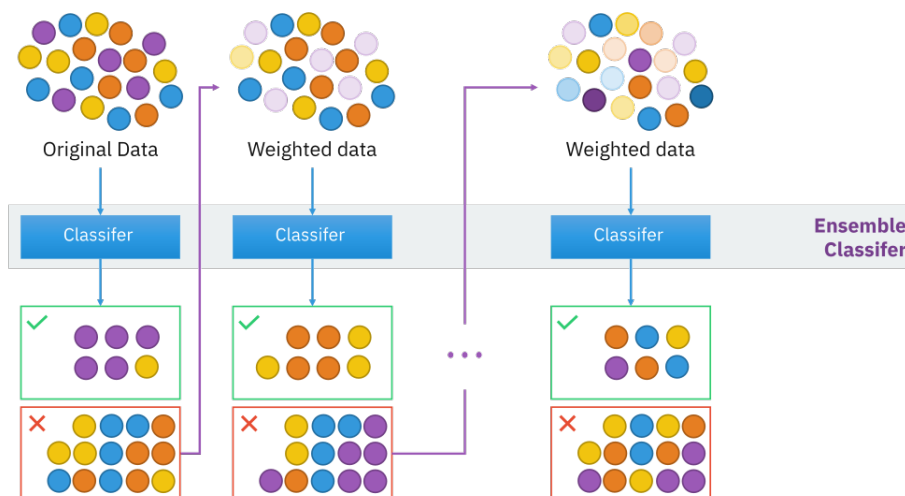 Original Data
Weighted data
Weighted data
Classifer
Classifer
Classifer
Ensemble
Classifer